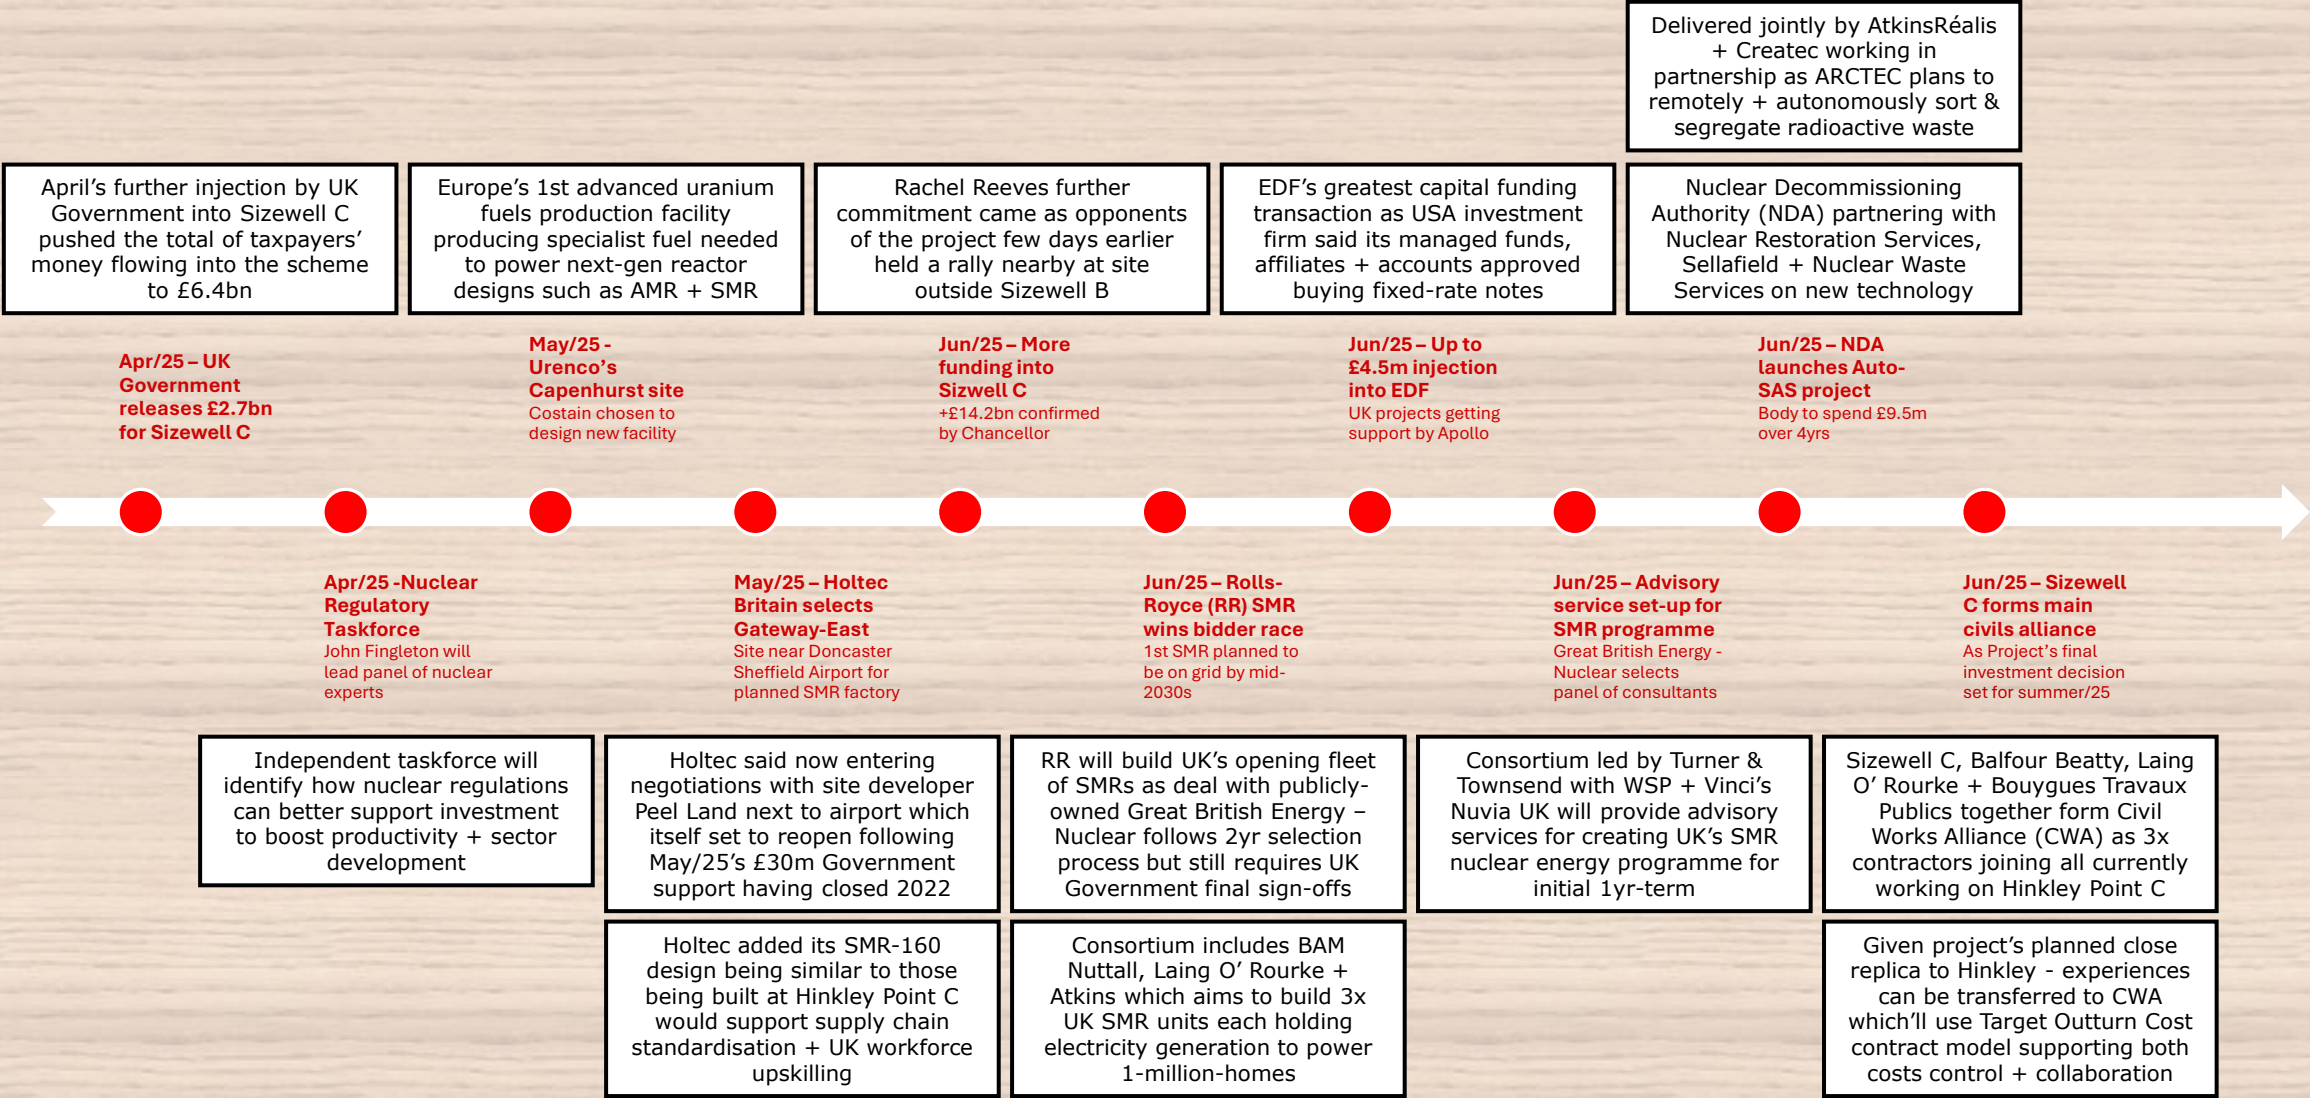 Delivered jointly by AtkinsRéalis
+ Createc working in
partnership as ARCTEC plans to
remotely + autonomously sort &
segregate radioactive waste
April's further injection by UK
Government into Sizewell C
pushed the total of taxpayers'
money flowing into the scheme
to £6.4bn
Europe's 1st advanced uranium
fuels production facility
producing specialist fuel needed
to power next-gen reactor
designs such as AMR + SMR
Rachel Reeves further
commitment came as opponents
of the project few days earlier
held a rally nearby at site
outside Sizewell B
EDF's greatest capital funding
transaction as USA investment
firm said its managed funds,
affiliates + accounts approved
buying fixed-rate notes
Nuclear Decommissioning
Authority (NDA) partnering with
Nuclear Restoration Services,
Sellafield + Nuclear Waste
Services on new technology
Apr/25 – UK
Government
releases £2.7bn
for Sizewell C
May/25 -
Urenco's
Capenhurst site
Costain chosen to
design new facility
Jun/25 – More
funding into
Sizwell C
+£14.2bn confirmed
by Chancellor
Jun/25 – Up to
£4.5m injection
into EDF
UK projects getting
support by Apollo
Jun/25 – NDA
launches Auto-
SAS project
Body to spend £9.5m
over 4yrs
Apr/25 -Nuclear
Regulatory
Taskforce
John Fingleton will
lead panel of nuclear
experts
May/25 – Holtec
Britain selects
Gateway-East
Site near Doncaster
Sheffield Airport for
planned SMR factory
Jun/25 – Rolls-
Royce (RR) SMR
wins bidder race
1st SMR planned to
be on grid by mid-
2030s
Jun/25 – Advisory
service set-up for
SMR programme
Great British Energy -
Nuclear selects
panel of consultants
Jun/25 – Sizewell
C forms main
civils alliance
As Project's final
investment decision
set for summer/25
Independent taskforce will
identify how nuclear regulations
can better support investment
to boost productivity + sector
development
Holtec said now entering
negotiations with site developer
Peel Land next to airport which
itself set to reopen following
May/25's £30m Government
support having closed 2022
RR will build UK's opening fleet
of SMRs as deal with publicly-
owned Great British Energy –
Nuclear follows 2yr selection
process but still requires UK
Government final sign-offs
Consortium led by Turner &
Townsend with WSP + Vinci's
Nuvia UK will provide advisory
services for creating UK's SMR
nuclear energy programme for
initial 1yr-term
Sizewell C, Balfour Beatty, Laing
O' Rourke + Bouygues Travaux
Publics together form Civil
Works Alliance (CWA) as 3x
contractors joining all currently
working on Hinkley Point C
Holtec added its SMR-160
design being similar to those
being built at Hinkley Point C
would support supply chain
standardisation + UK workforce
upskilling
Consortium includes BAM
Nuttall, Laing O' Rourke +
Atkins which aims to build 3x
UK SMR units each holding
electricity generation to power
1-million-homes
Given project's planned close
replica to Hinkley - experiences
can be transferred to CWA
which'll use Target Outturn Cost
contract model supporting both
costs control + collaboration